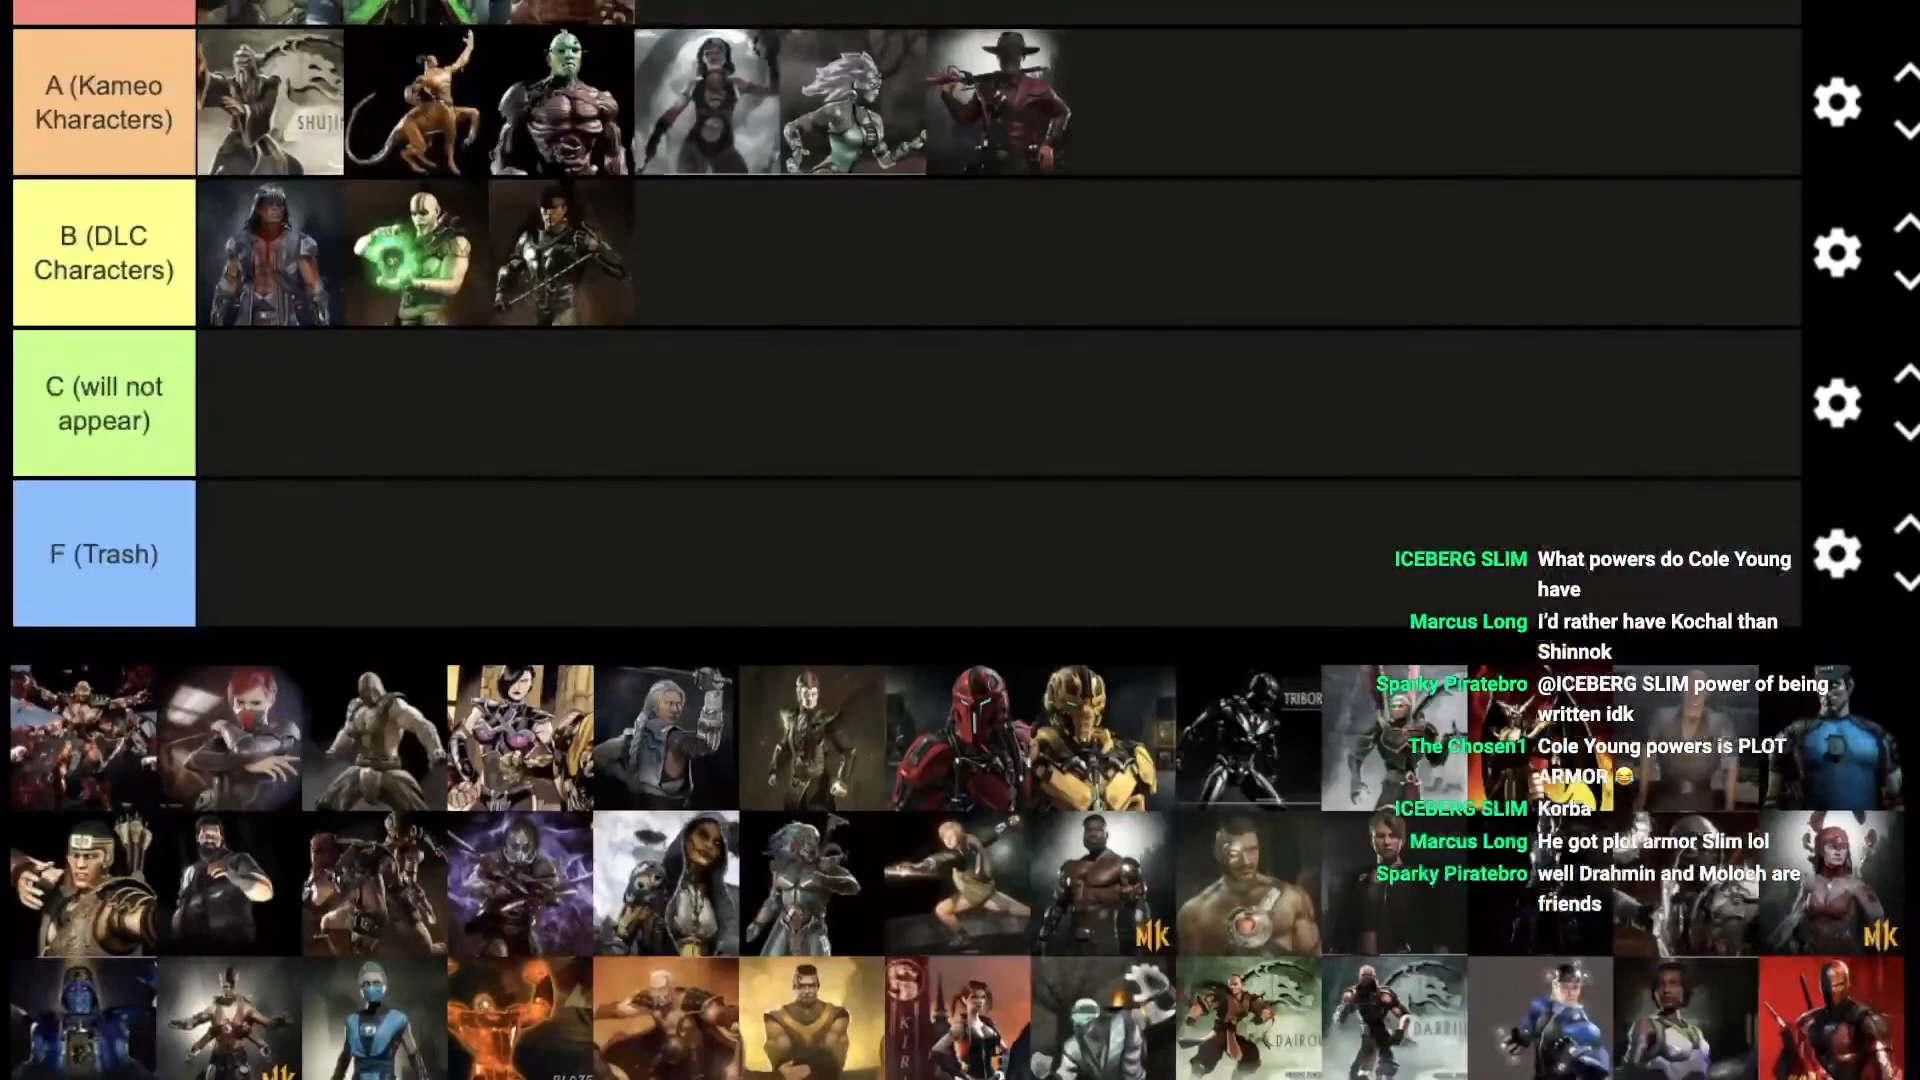 A (Kameo
Kharacters)
SHUJI
B (DLC
Characters)
C (will not
appear)
F (Trash)
ICEBERG SLIM What powers do Cole Young
have
Marcus Long I'd rather have Kochal than
Shinnok
Sparky Piratebro @ICEBERG SLIM power of being
written idk
The Chosen1 Cole Young powers is PLOT
ARMOR 😂
ICEBERG SLIM Korba
Marcus Long He got plot armor Slim lol
Sparky Piratebro well Drahmin and Moloch are
friends
TRIBOR
MK
MK
MK
BLAZE
KIR
DAIROU
DARRIU